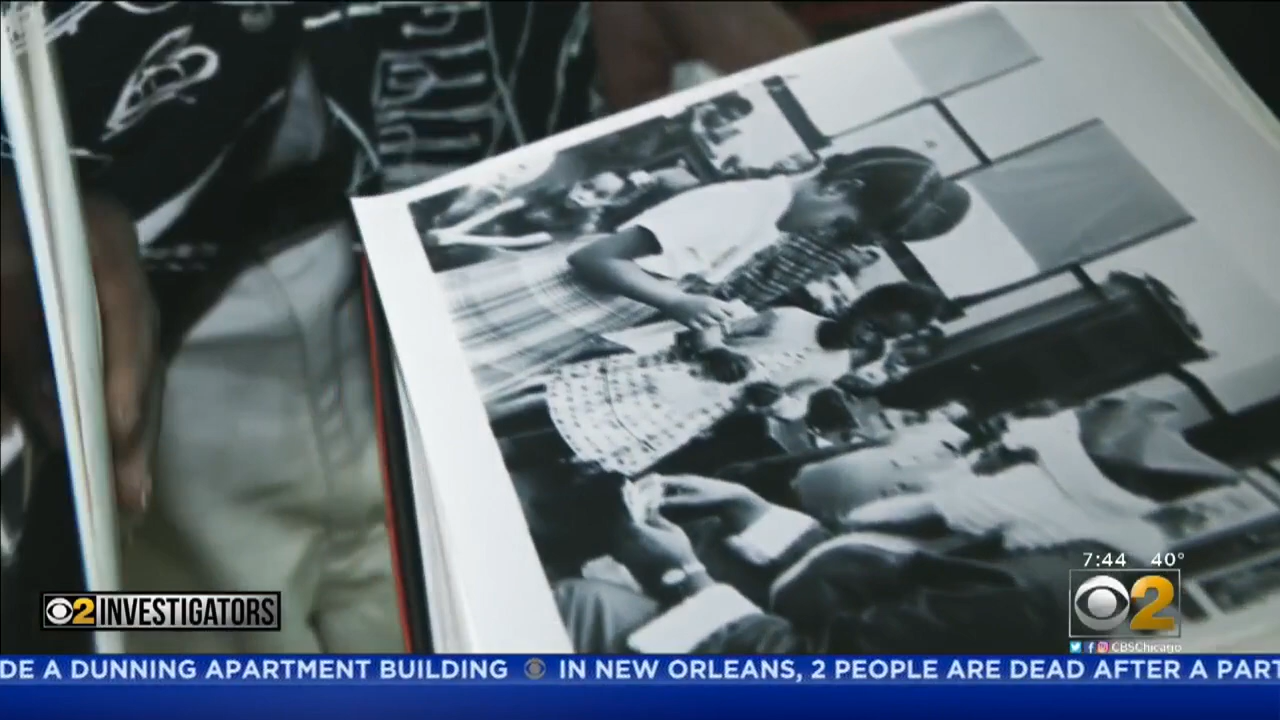 2 INVESTIGATORS
7:44 40°
2
CBSChicago
DE A DUNNING APARTMENT BUILDING IN NEW ORLEANS, 2 PEOPLE ARE DEAD AFTER A PART